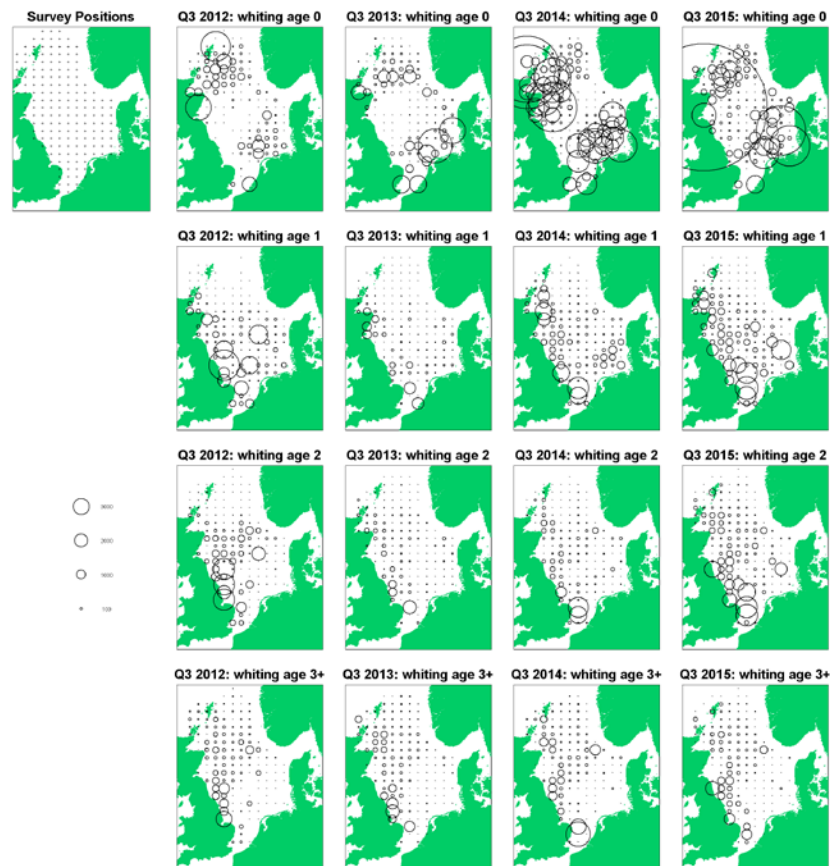 Survey Positions
Q3 2012: whiting age 0
Q3 2013: whiting age 0
Q3 2014: whiting age 0
Q3 2015: whiting age 0
Q3 2012: whiting age 1
Q3 2013: whiting age 1
Q3 2014: whiting age 1
Q3 2015: whiting age 1
Q3 2012: whiting age 2
Q3 2013: whiting age 2
Q3 2014: whiting age 2
Q3 2015: whiting age 2
Q3 2012: whiting age 3+
Q3 2013: whiting age 3+
Q3 2014: whiting age 3+
Q3 2015: whiting age 3+